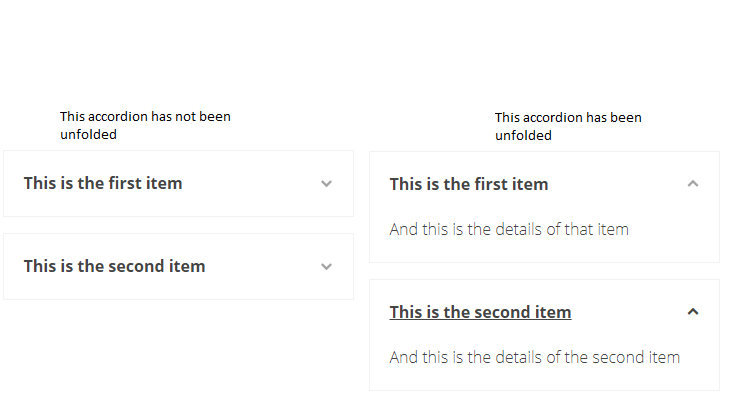 This accordion has not been
unfolded
This is the first item
This is the second item
This accordion has been
unfolded
This is the first item
And this is the details of that item
This is the second item
And this is the details of the second item